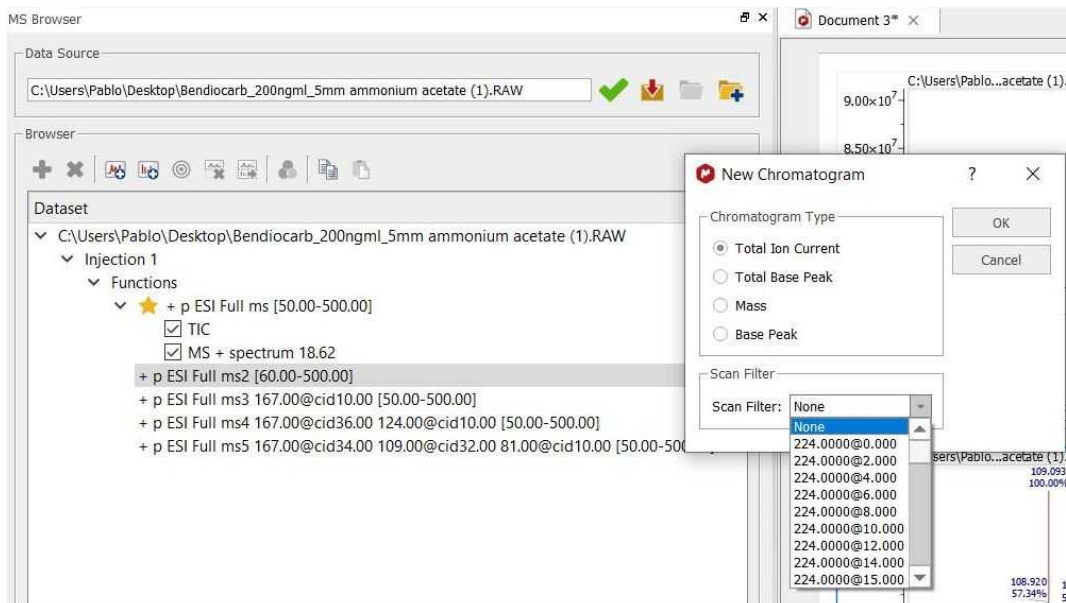 MS Browser
Data Source
C:\Users\Pablo\Desktop\Bendiocarb_200ngml_5mm ammonium acetate (1).RAW
Browser
Dataset
C:\Users\Pablo\Desktop\Bendiocarb_200ngml_5mm ammonium acetate (1).RAW
Injection 1
Functions
+ p ESI Full ms [50.00-500.00]
TIC
MS + spectrum 18.62
+ p ESI Full ms2 [60.00-500.00]
+ p ESI Full ms3 167.00@cid10.00 [50.00-500.00]
+ p ESI Full ms4 167.00@cid36.00 124.00@cid10.00 [50.00-500.00]
+ p ESI Full ms5 167.00@cid34.00 109.00@cid32.00 81.00@cid10.00 [50.00-50
Document 3*
C:\Users\Pablo...acetate (1).
9.00×10⁷
8.50×10⁷
New Chromatogram
?
Chromatogram Type
Total Ion Current
Total Base Peak
Mass
Base Peak
OK
Cancel
Scan Filter
Scan Filter: None
None
224.0000@0.000
224.0000@2.000
224.0000@4.000
224.0000@6.000
224.0000@8.000
224.0000@10.000
224.0000@12.000
224.0000@14.000
224.0000@15.000
sers\Pablo...acetate (1).
109.093
100.00%
108.920
57.34%